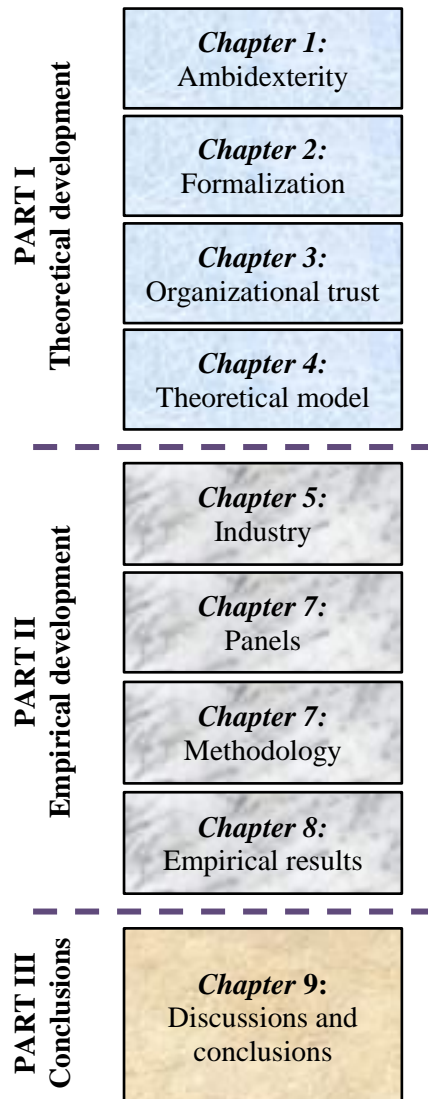 PART I
Theoretical development
Chapter 1:
Ambidexterity
Chapter 2:
Formalization
Chapter 3:
Organizational trust
Chapter 4:
Theoretical model
PART II
Empirical development
Chapter 5:
Industry
Chapter 7:
Panels
Chapter 7:
Methodology
Chapter 8:
Empirical results
PART III
Conclusions
Chapter 9:
Discussions and
conclusions